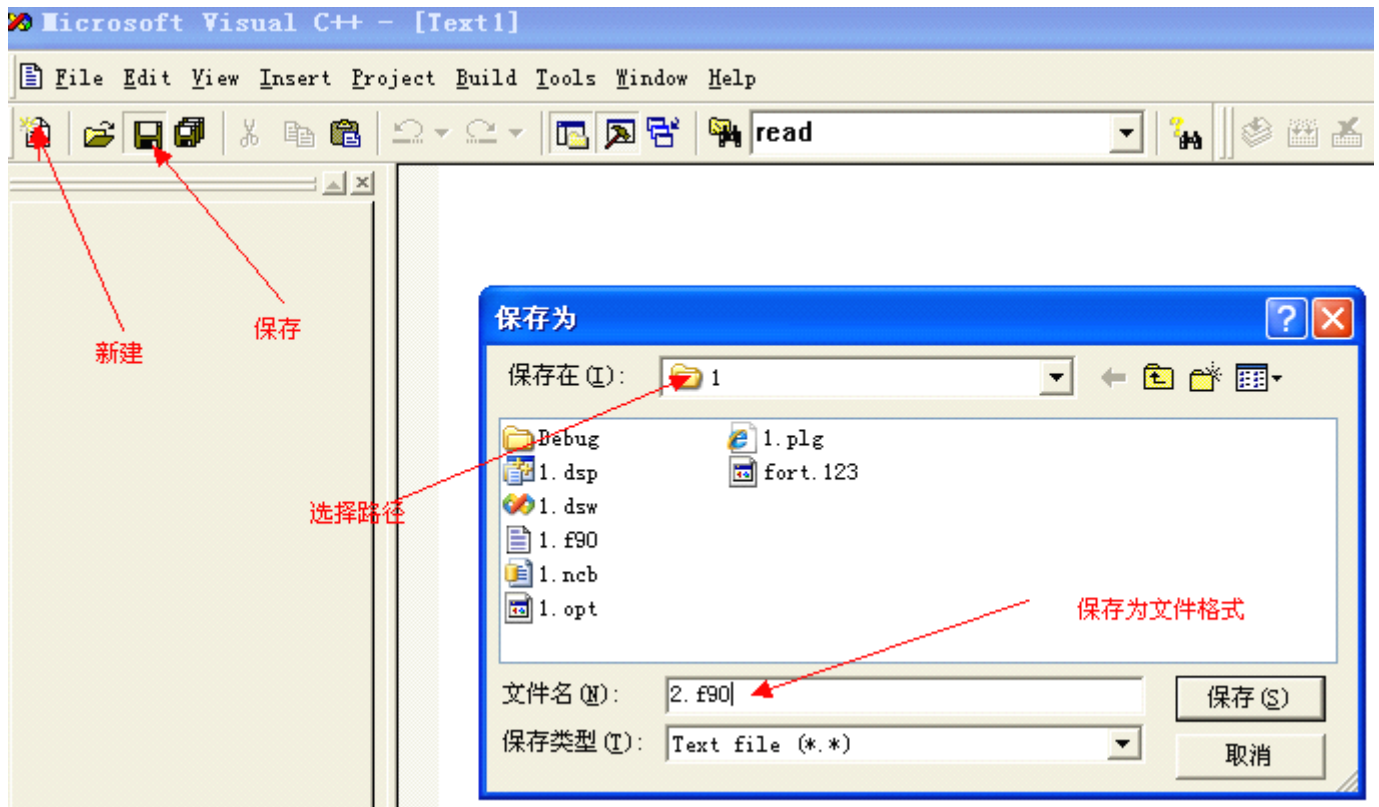 Microsoft Visual C++ - [Text1]
File Edit View Insert Project Build Tools Window Help
read
新建
保存
保存为
保存在(I):
1
Debug
1.plg
1.dsp
fort.123
1.dsw
1.f90
1.ncb
1.opt
选择路径
保存为文件格式
文件名(N):
2.f90
保存(S)
保存类型(T):
Text file (*.*)
取消